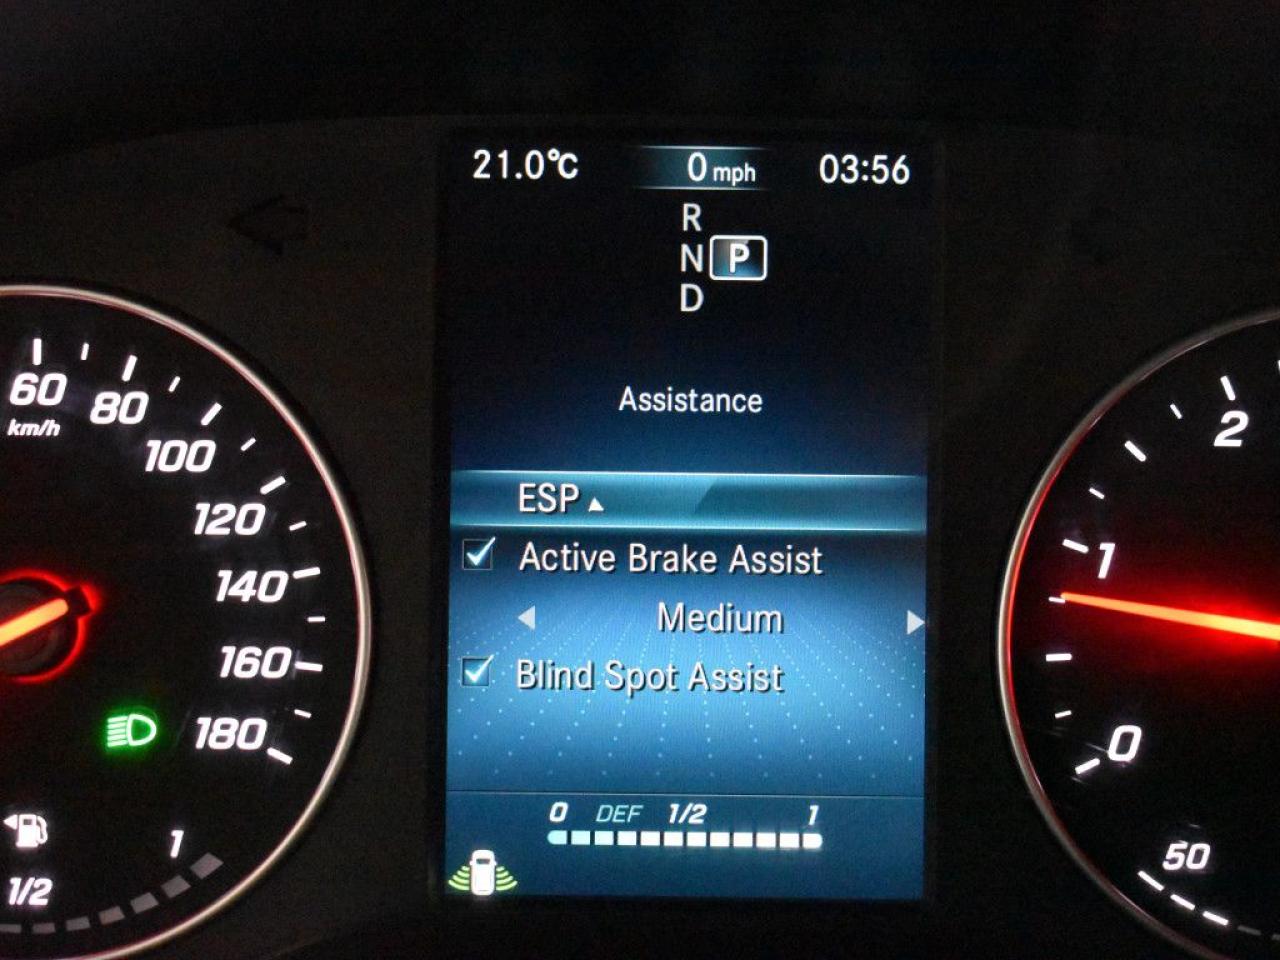 21.0°C 0 mph 03:56
R
N P
D
Assistance
ESP
Active Brake Assist
Medium
Blind Spot Assist
0 DEF 1/2 1
60
km/h
80
100
120
140
160
180
1
1/2
2
1
0
50